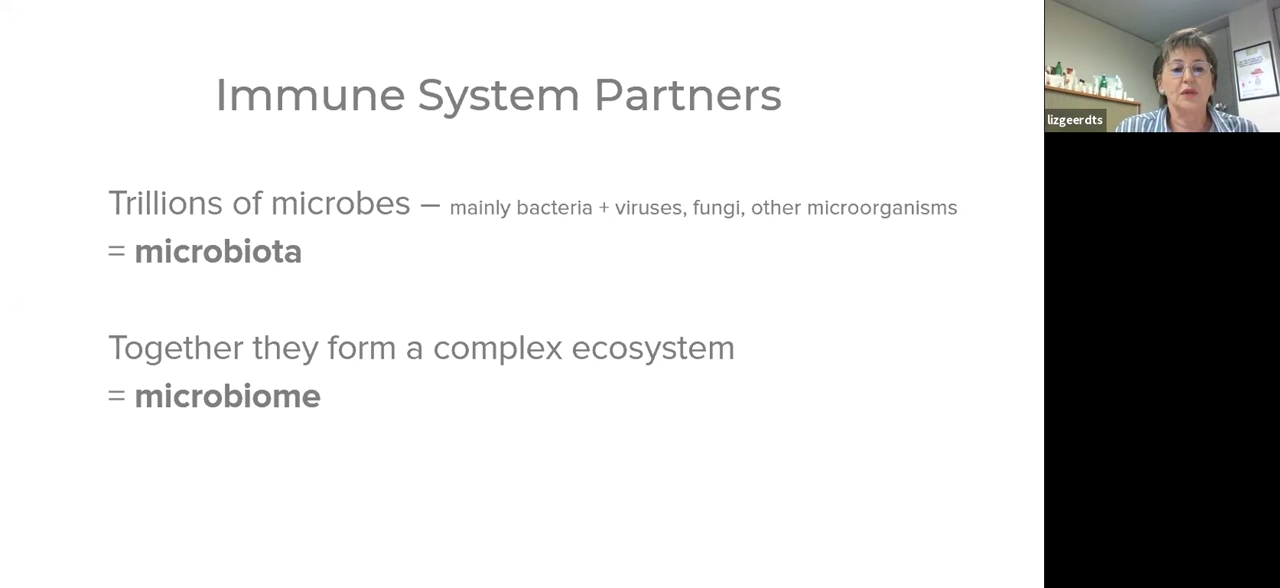 Immune System Partners
Trillions of microbes – mainly bacteria + viruses, fungi, other microorganisms
= microbiota
Together they form a complex ecosystem
= microbiome
lizgeerdts